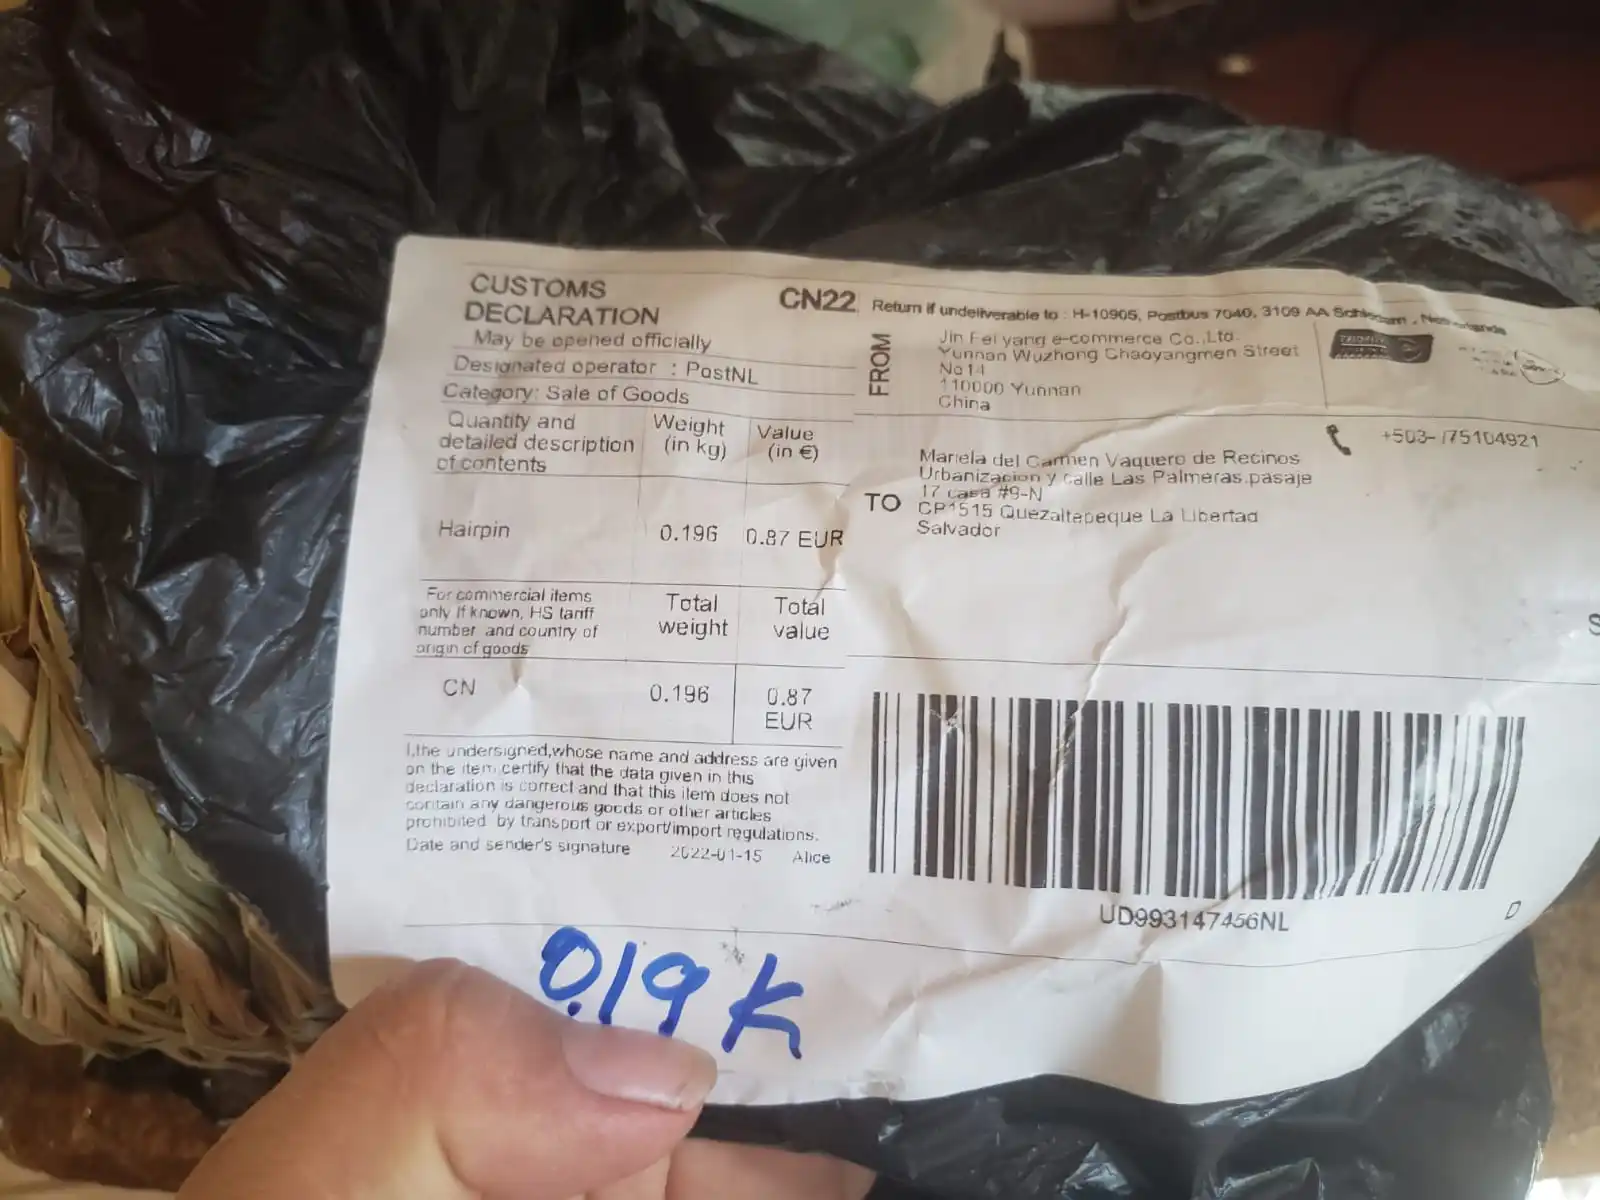 CUSTOMS
DECLARATION
CN22
May be opened officially
Designated operator : PostNL
Category: Sale of Goods
Quantity and
detailed description
of contents
Weight
(in kg)
Value
(in €)
Hairpin 0.196 0.87 EUR
For commercial items
only If known, HS tariff
number and country of
origin of goods
Total
weight
Total
value
CN 0.196 0.87
EUR
I,the undersigned,whose name and address are given
on the item,certify that the data given in this
declaration is correct and that this item does not
contain any dangerous goods or other articles
prohibited by transport or export/import regulations.
Date and sender's signature 2022-01-15 Alice
Return if undeliverable to : H-10905, Postbus 7040, 3109 AA Schiedam , Netherlands
FROM
Jin Fei yang e-commerce Co.,Ltd.
Yunnan Wuzhong Chaoyangmen Street
No14
110000 Yunnan
China
+503-775104921
TO
Mariela del Carmen Vaquero de Recinos
Urbanizacion y calle Las Palmeras,pasaje
17 casa #9-N
CP1515 Quezaltepeque La Libertad
Salvador
S
UD993147456NL
D
0.19 K